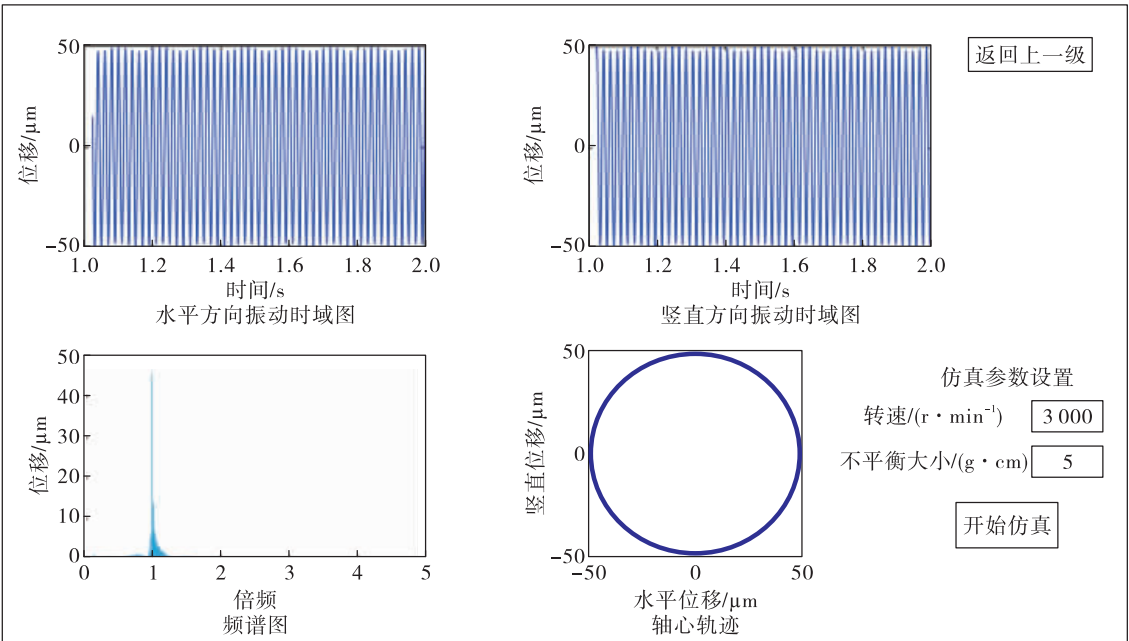 50
0
−50
位移/μm
1.0 1.2 1.4 1.6 1.8 2.0
时间/s
水平方向振动时域图
50
0
−50
位移/μm
1.0 1.2 1.4 1.6 1.8 2.0
时间/s
竖直方向振动时域图
返回上一级
50
40
30
20
10
0
位移/μm
0 1 2 3 4 5
倍频
频谱图
50
0
−50
竖直位移/μm
−50 0 50
水平位移/μm
轴心轨迹
仿真参数设置
转速/(r·min⁻¹) 3 000
不平衡大小/(g·cm) 5
开始仿真